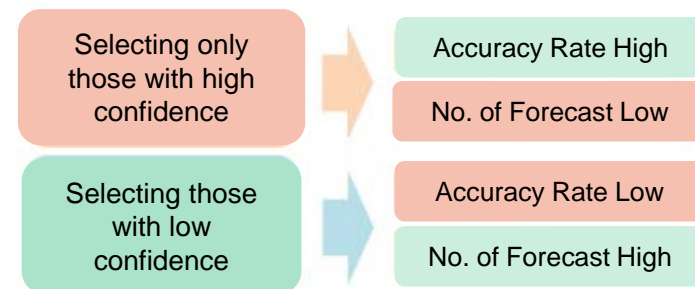 Selecting only
those with high
confidence
Accuracy Rate High
No. of Forecast Low
Selecting those
with low
confidence
Accuracy Rate Low
No. of Forecast High